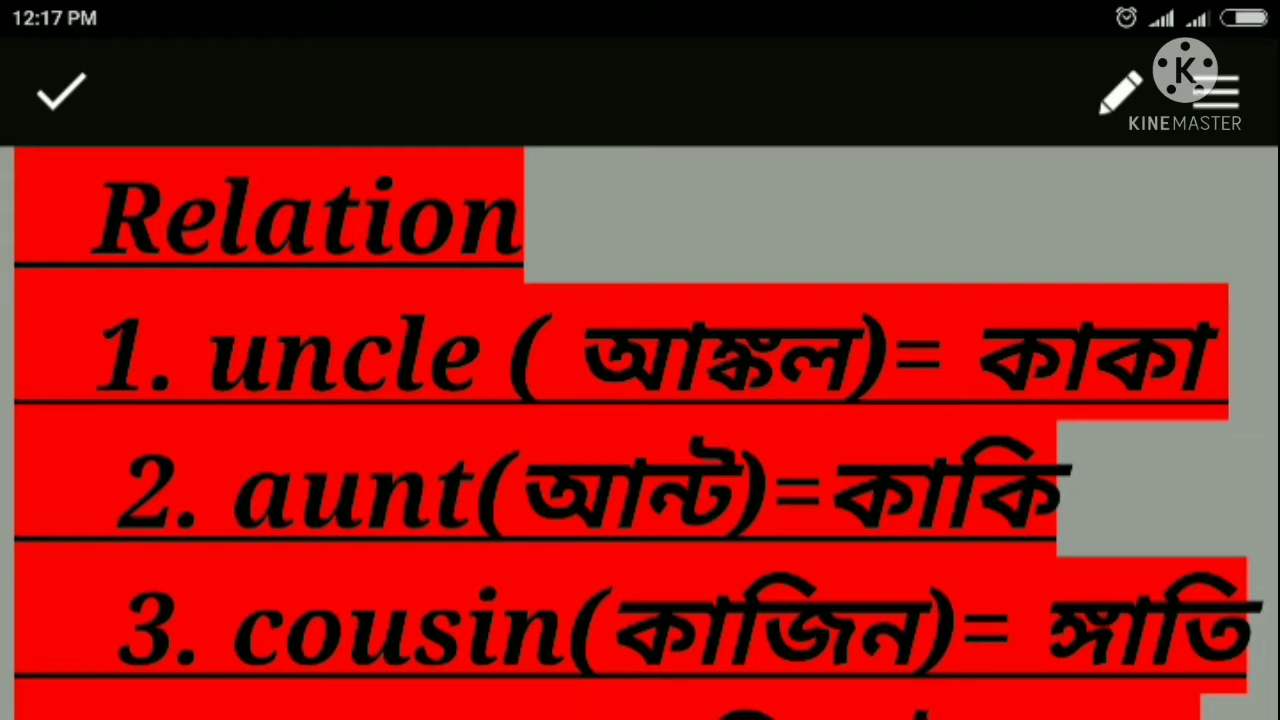 12:17 PM
K
KINEMASTER
Relation
1. uncle ( আঙ্কল)= কাকা
2. aunt(আন্ট)=কাকি
3. cousin(কাজিন)= ঙ্গাতি